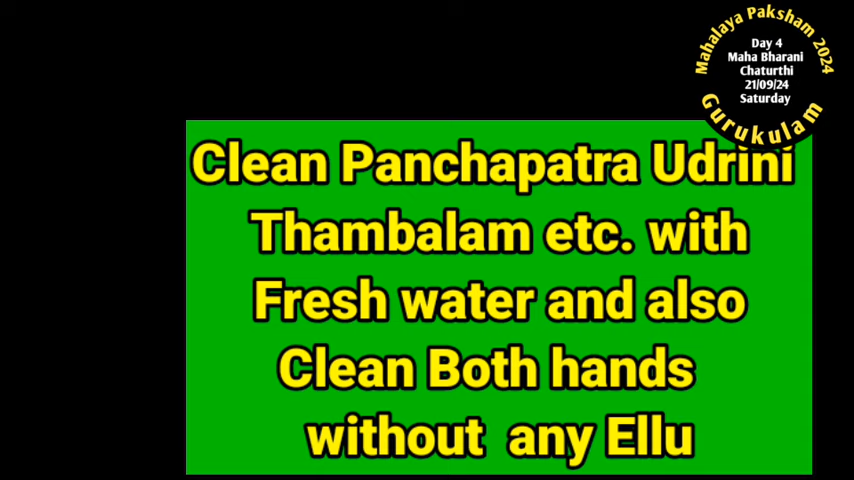 Mahalaya Paksham 2024
Day 4
Maha Bharani
Chaturthi
21/09/24
Saturday
Gurukulam
Clean Panchapatra Udrini
Thambalam etc. with
Fresh water and also
Clean Both hands
without any Ellu